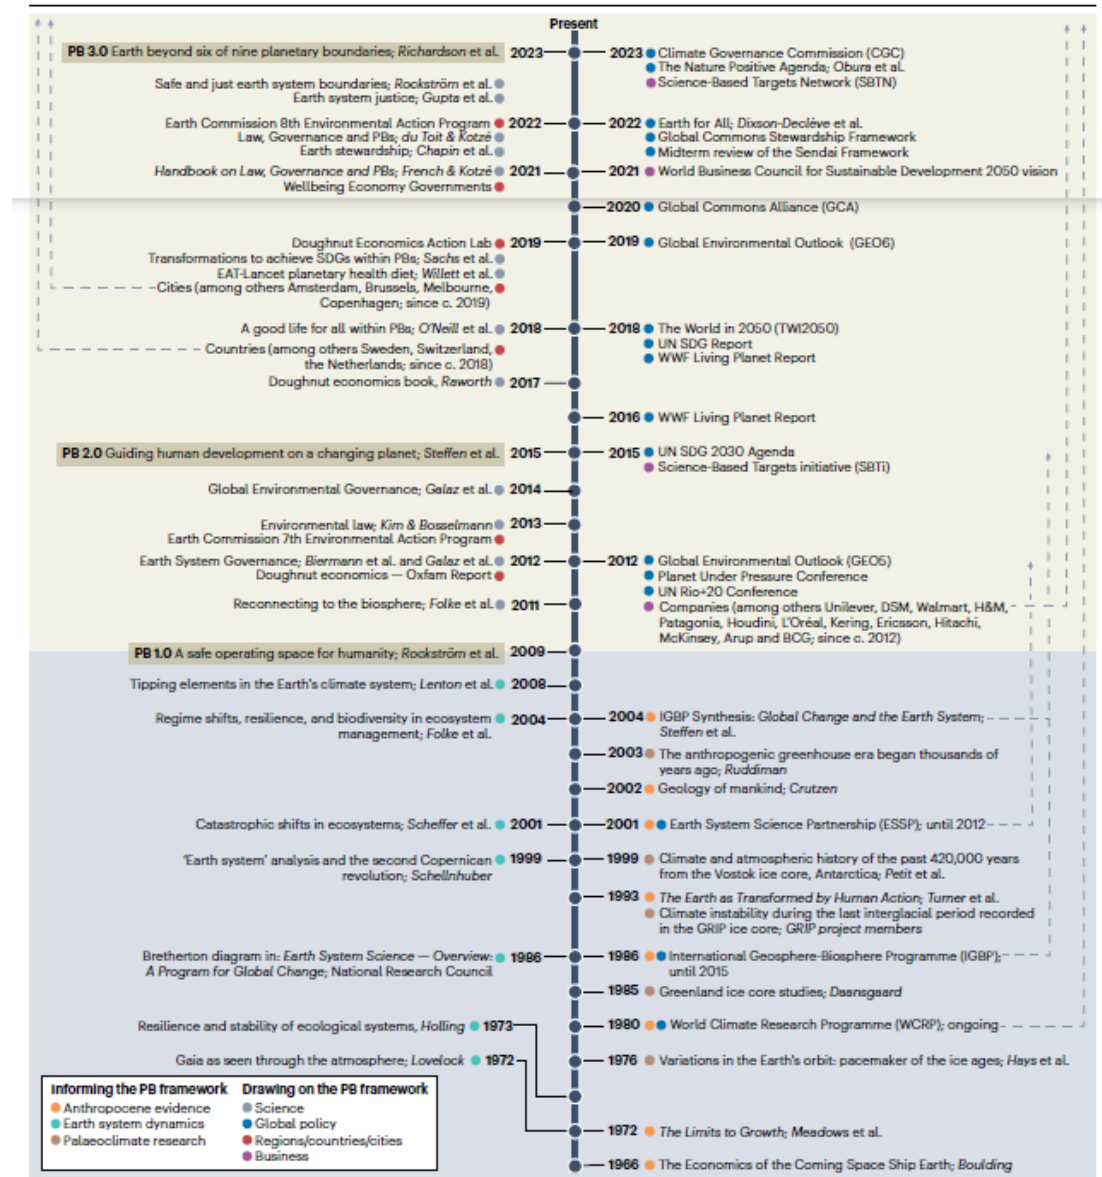 Present
PB 3.0 Earth beyond six of nine planetary boundaries; Richardson et al. 2023
2023 Climate Governance Commission (CGC)
The Nature Positive Agenda; Obura et al.
Science-Based Targets Network (SBTN)
Safe and just earth system boundaries; Rockström et al.
Earth system justice; Gupta et al.
Earth Commission 8th Environmental Action Program 2022
Law, Governance and PBs; du Toit & Kotzé
Earth stewardship; Chapin et al.
2022 Earth for All; Dixson-Declève et al.
Global Commons Stewardship Framework
Midterm review of the Sendai Framework
Handbook on Law, Governance and PBs; French & Kotzé 2021
Wellbeing Economy Governments
2021 World Business Council for Sustainable Development 2050 vision
2020 Global Commons Alliance (GCA)
Doughnut Economics Action Lab 2019
Transformations to achieve SDGs within PBs; Sachs et al.
EAT-Lancet planetary health diet; Willett et al.
Cities (among others Amsterdam, Brussels, Melbourne,
Copenhagen; since c. 2019)
2019 Global Environmental Outlook (GEO6)
A good life for all within PBs; O'Neill et al. 2018
Countries (among others Sweden, Switzerland,
the Netherlands; since c. 2018)
2018 The World in 2050 (TWI2050)
UN SDG Report
WWF Living Planet Report
Doughnut economics book, Raworth 2017
2016 WWF Living Planet Report
PB 2.0 Guiding human development on a changing planet; Steffen et al. 2015
2015 UN SDG 2030 Agenda
Science-Based Targets initiative (SBTi)
Global Environmental Governance; Galaz et al. 2014
Environmental law; Kim & Bosselmann 2013
Earth Commission 7th Environmental Action Program
Earth System Governance; Biermann et al. and Galaz et al. 2012
Doughnut economics — Oxfam Report
2012 Global Environmental Outlook (GEO5)
Planet Under Pressure Conference
UN Rio+20 Conference
Companies (among others Unilever, DSM, Walmart, H&M,
Patagonia, Houdini, L'Oréal, Kering, Ericsson, Hitachi,
McKinsey, Arup and BCG; since c. 2012)
Reconnecting to the biosphere; Folke et al. 2011
PB 1.0 A safe operating space for humanity; Rockström et al. 2009
Tipping elements in the Earth's climate system; Lenton et al. 2008
Regime shifts, resilience, and biodiversity in ecosystem 2004
management; Folke et al.
2004 IGBP Synthesis: Global Change and the Earth System;
Steffen et al.
2003 The anthropogenic greenhouse era began thousands of
years ago; Ruddiman
2002 Geology of mankind; Crutzen
Catastrophic shifts in ecosystems; Scheffer et al. 2001
2001 Earth System Science Partnership (ESSP); until 2012
'Earth system' analysis and the second Copernican 1999
revolution; Schellnhuber
1999 Climate and atmospheric history of the past 420,000 years
from the Vostok ice core, Antarctica; Petit et al.
1993 The Earth as Transformed by Human Action; Turner et al.
Climate instability during the last interglacial period recorded
in the GRIP ice core; GRIP project members
Bretherton diagram in: Earth System Science — Overview: 1986
A Program for Global Change; National Research Council
1986 International Geosphere-Biosphere Programme (IGBP);
until 2015
1985 Greenland ice core studies; Daansgaard
Resilience and stability of ecological systems, Holling 1973
1980 World Climate Research Programme (WCRP); ongoing
Gaia as seen through the atmosphere; Lovelock 1972
1976 Variations in the Earth's orbit: pacemaker of the ice ages; Hays et al.
1972 The Limits to Growth; Meadows et al.
1966 The Economics of the Coming Space Ship Earth; Boulding
Informing the PB framework
Anthropocene evidence
Earth system dynamics
Palaeoclimate research
Drawing on the PB framework
Science
Global policy
Regions/countries/cities
Business